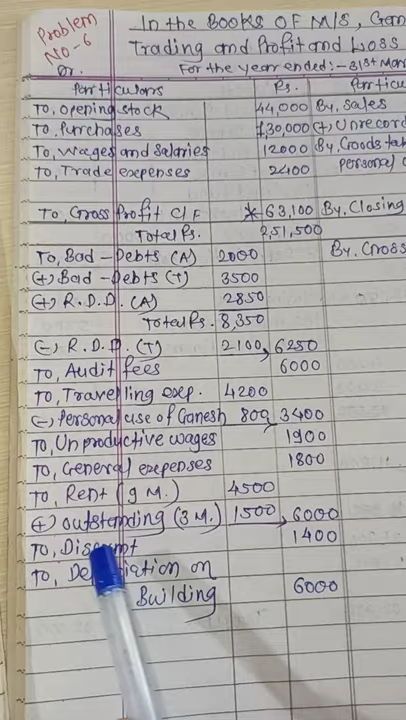 Problem
No-6
In the Books OF M/S, Gan
Trading and Profit and Loss
For the year ended:- 31st Mar
Dr.
Particulars Rs. Particu
To, Opening stock 44,000 By, Sales
To, Purchases 1,30,000 (+) Unrecord
To, Wages and Salaries 12000 By, Goods tak
To, Trade expenses 2400 Personal
To, Gross Profit C/F * 63,100 By, Closing
Total Rs. 2,51,500
To, Bad-Debts (A) 2000 By, Gross
(+) Bad-Debts (T) 3500
(+) R.D.D. (A) 2850
Total Rs. 8,350
(-) R.D.D. (T) 2100, 6250
To, Audit fees 6000
To, Travelling exp. 4200
(-) Personal use of Ganesh 800, 3400
To, Unproductive wages 1900
To, General expenses 1800
To, Rent (9 M.) 4500
(+) outstanding (3 M.) 1500, 6000
To, Discount 1400
To, Depreciation on
Building 6000